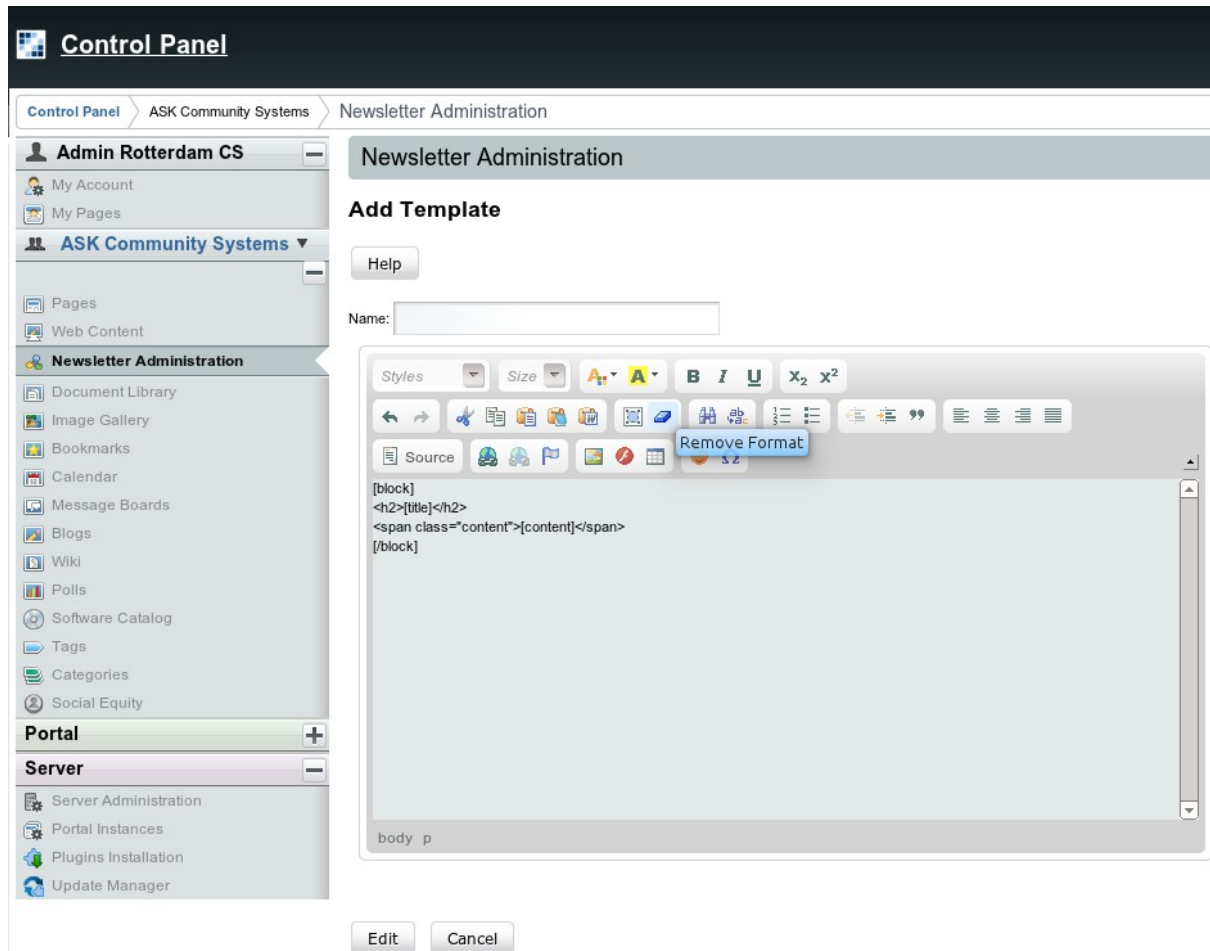 Control Panel
Control Panel ASK Community Systems Newsletter Administration
Admin Rotterdam CS
My Account
My Pages
ASK Community Systems
Pages
Web Content
Newsletter Administration
Document Library
Image Gallery
Bookmarks
Calendar
Message Boards
Blogs
Wiki
Polls
Software Catalog
Tags
Categories
Social Equity
Portal
Server
Server Administration
Portal Instances
Plugins Installation
Update Manager
Newsletter Administration
Add Template
Help
Name:
Styles Size A A B I U X₂ X²
Remove Format
Source Ω
[block]
<h2>[title]</h2>
<span class="content">[content]</span>
[/block]
body p
Edit Cancel